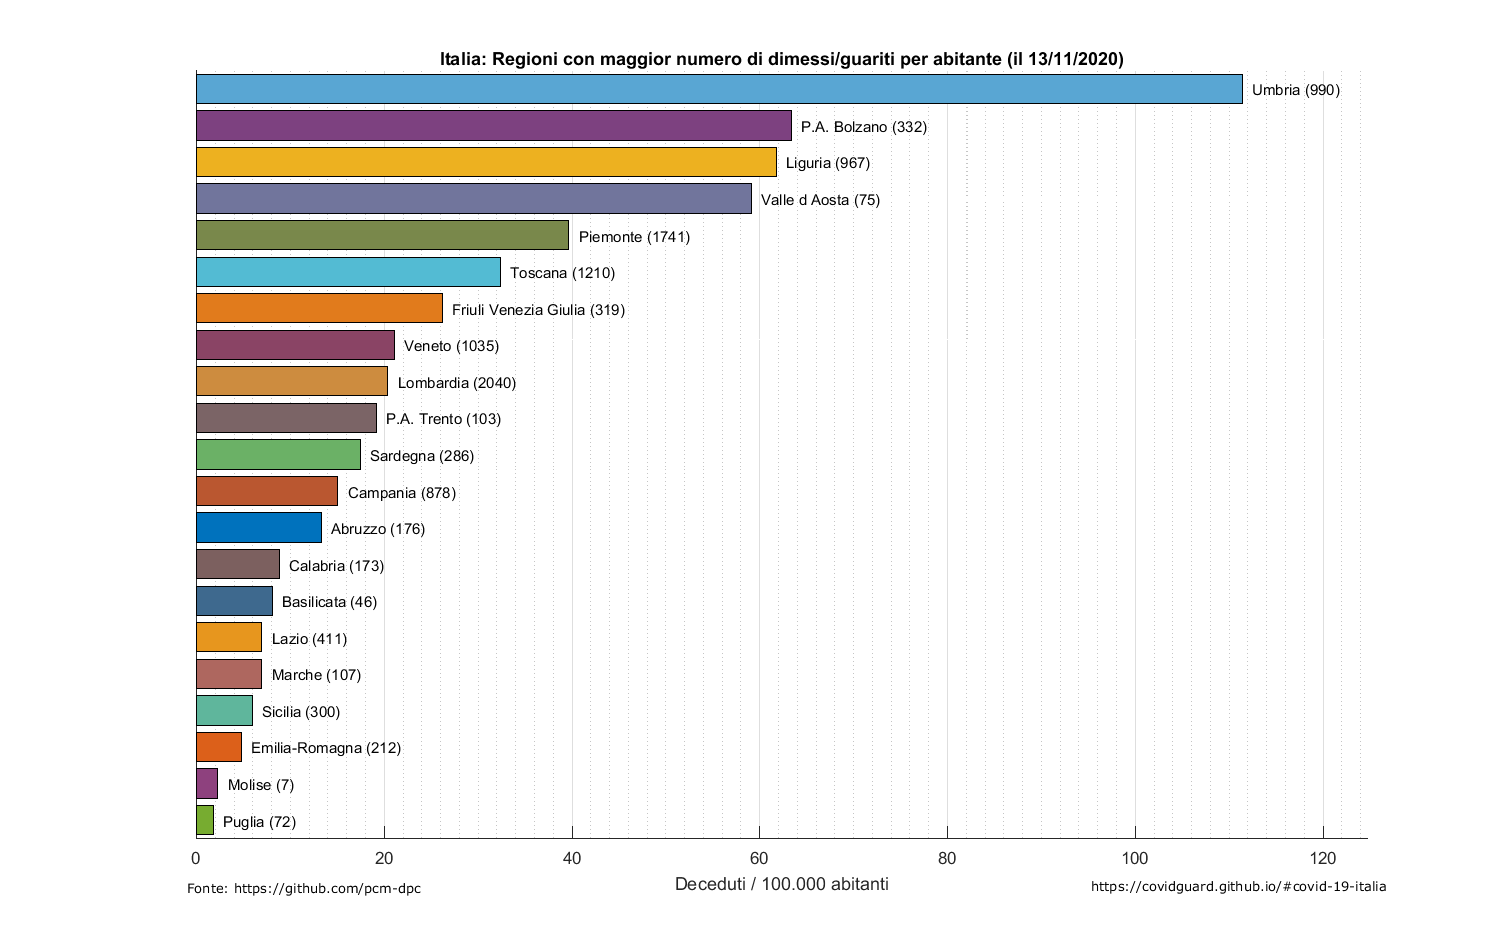 Italia: Regioni con maggior numero di dimessi/guariti per abitante (il 13/11/2020)
Umbria (990)
P.A. Bolzano (332)
Liguria (967)
Valle d Aosta (75)
Piemonte (1741)
Toscana (1210)
Friuli Venezia Giulia (319)
Veneto (1035)
Lombardia (2040)
P.A. Trento (103)
Sardegna (286)
Campania (878)
Abruzzo (176)
Calabria (173)
Basilicata (46)
Lazio (411)
Marche (107)
Sicilia (300)
Emilia-Romagna (212)
Molise (7)
Puglia (72)
0 20 40 60 80 100 120
Deceduti / 100.000 abitanti
Fonte: https://github.com/pcm-dpc
https://covidguard.github.io/#covid-19-italia